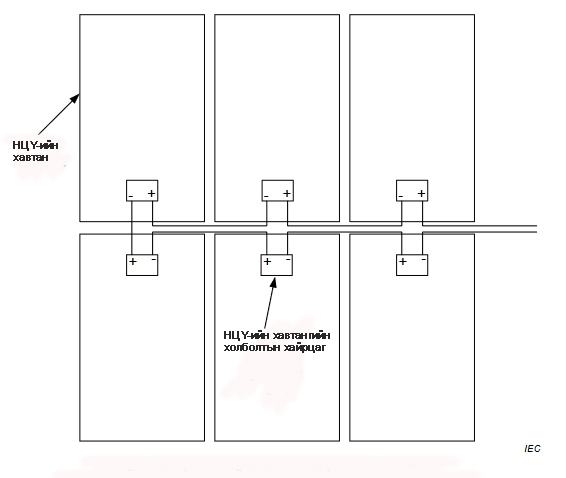 НЦҮ-ийн
хавтан
- +
- +
- +
+ -
+ -
+ -
НЦҮ-ийн хавтангийн
холболтын хайрцаг
IEC